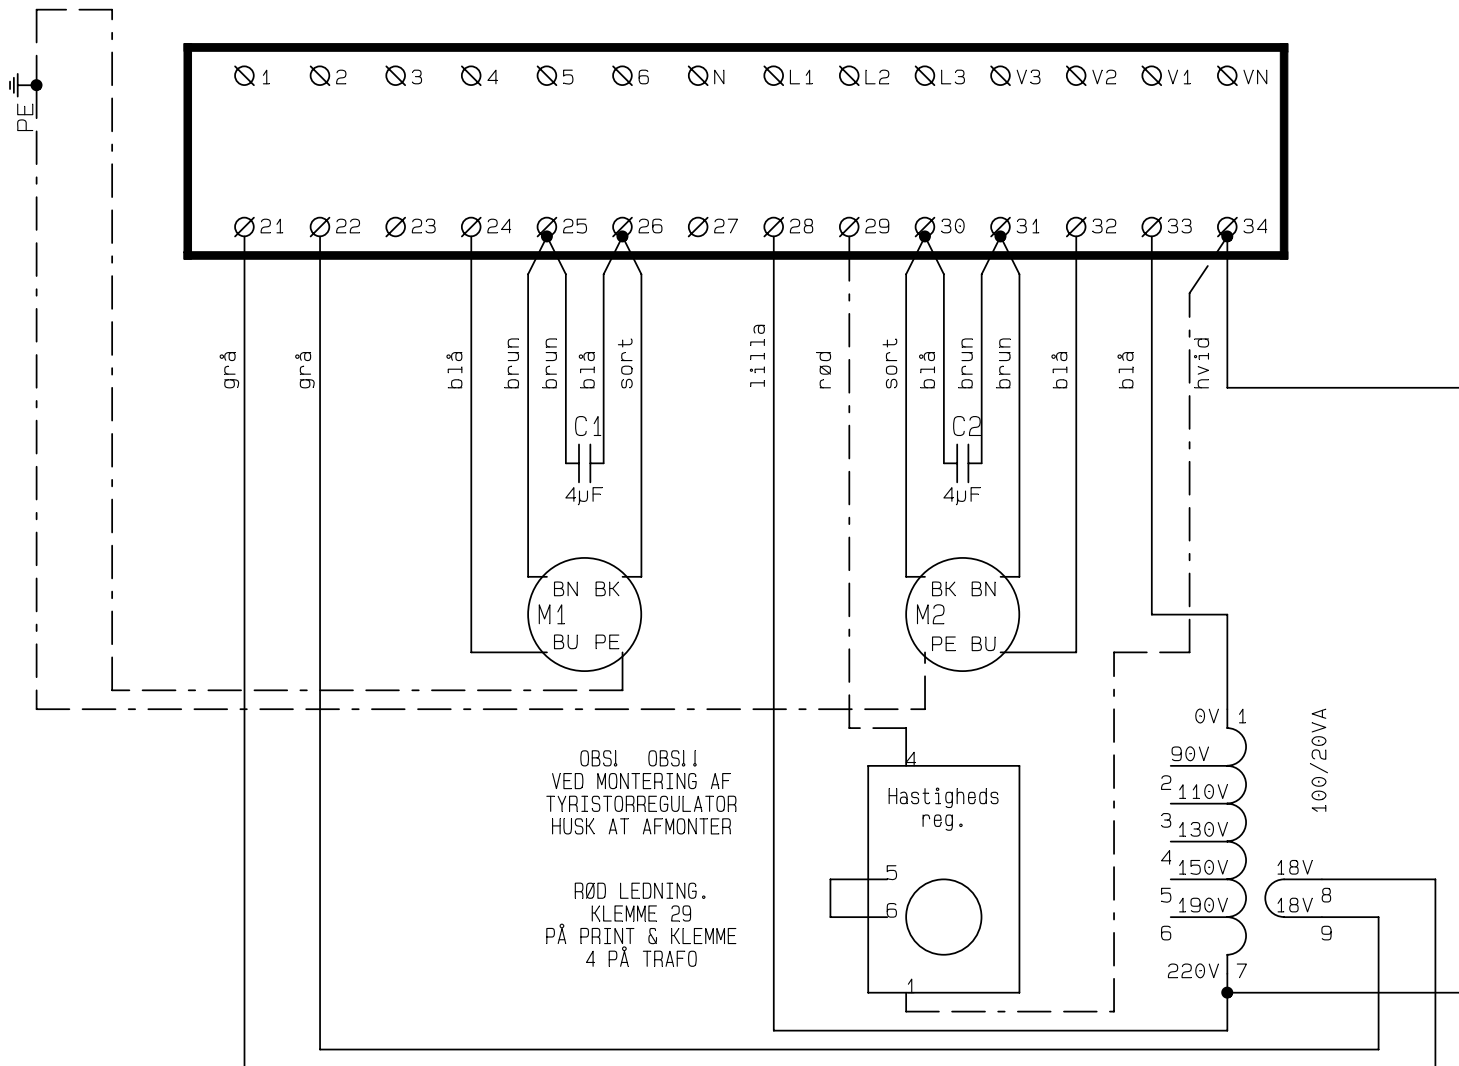 1 2 3 4 5 6 N L1 L2 L3 V3 V2 V1 VN
PE
21 22 23 24 25 26 27 28 29 30 31 32 33 34
grå grå blå brun brun blå sort lilla rød sort blå brun brun blå blå hvid
C1 C2
4µF 4µF
BN BK BK BN
M1 M2
BU PE PE BU
0V 1
90V
2 110V
3 130V
4 150V
5 190V
6
220V 7
100/20VA
18V
8
18V
9
OBS! OBS!!
VED MONTERING AF
TYRISTORREGULATOR
HUSK AT AFMONTER
RØD LEDNING.
KLEMME 29
PÅ PRINT & KLEMME
4 PÅ TRAFO
4
Hastigheds
reg.
5
6
1